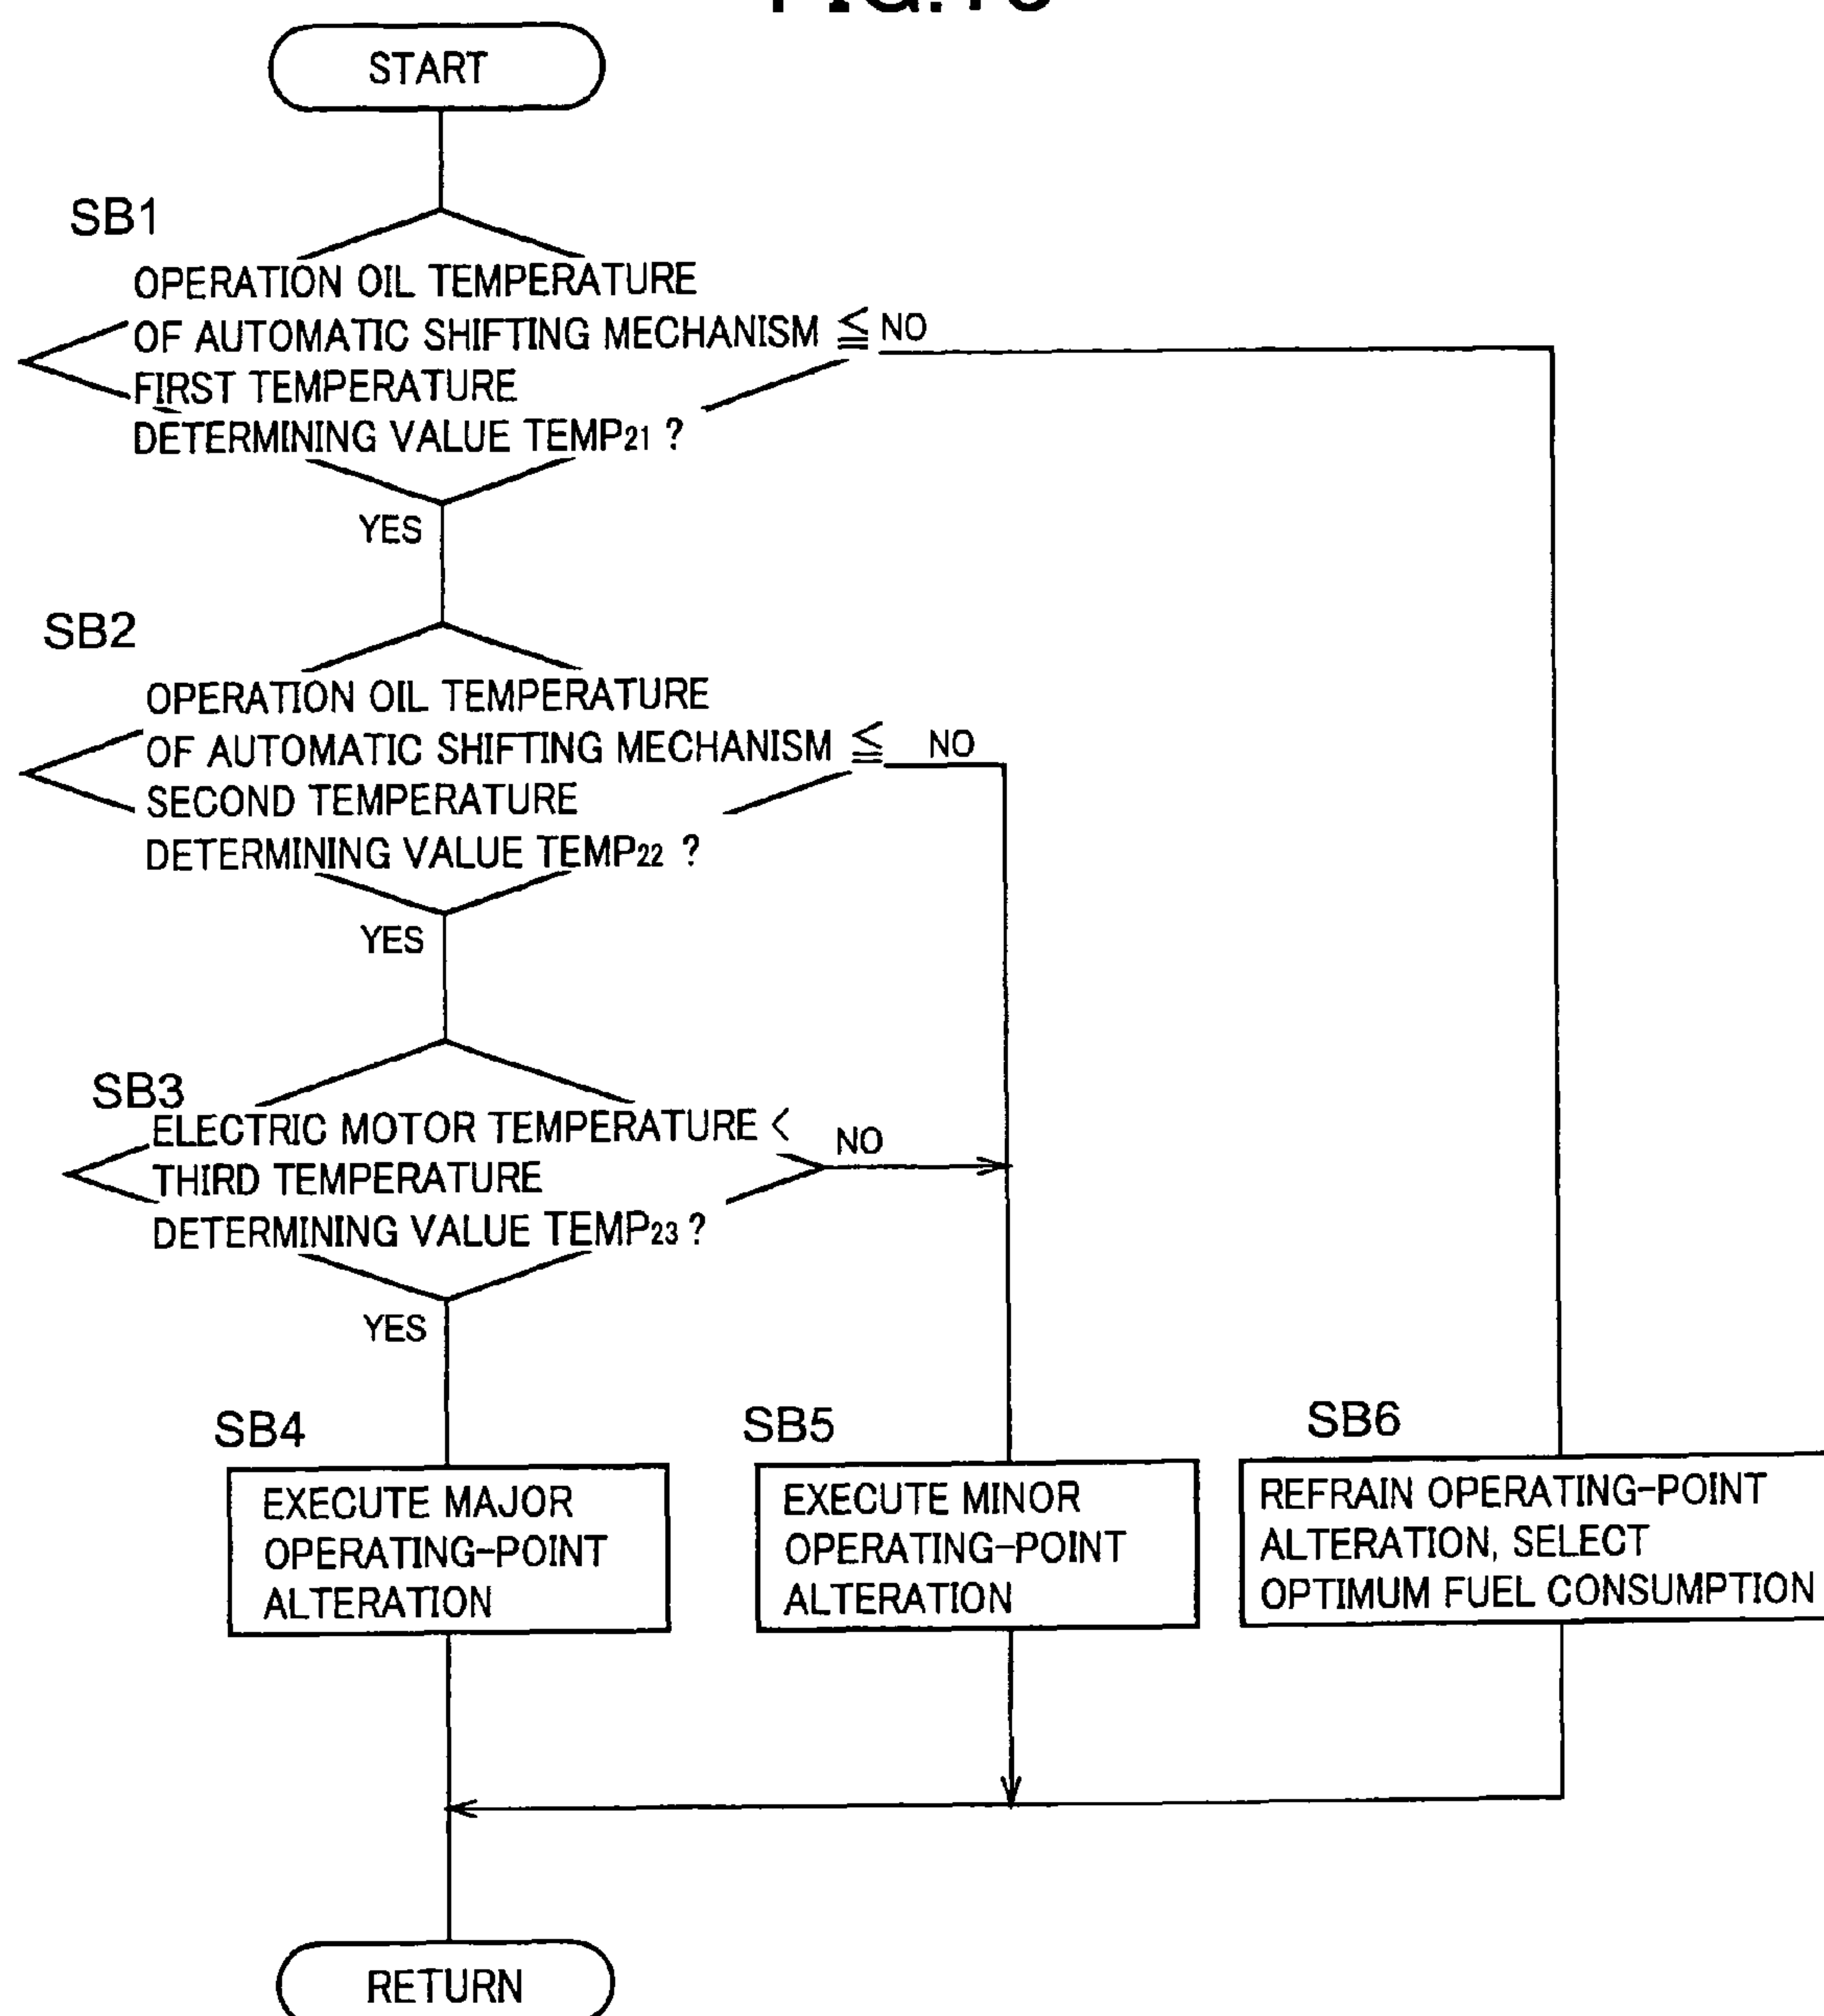 START
SB1
OPERATION OIL TEMPERATURE
OF AUTOMATIC SHIFTING MECHANISM ≦ NO
FIRST TEMPERATURE
DETERMINING VALUE TEMP21 ?
YES
SB2
OPERATION OIL TEMPERATURE
OF AUTOMATIC SHIFTING MECHANISM ≦ NO
SECOND TEMPERATURE
DETERMINING VALUE TEMP22 ?
YES
SB3
ELECTRIC MOTOR TEMPERATURE <
NO
THIRD TEMPERATURE
DETERMINING VALUE TEMP23 ?
YES
SB4
EXECUTE MAJOR
OPERATING-POINT
ALTERATION
SB5
EXECUTE MINOR
OPERATING-POINT
ALTERATION
SB6
REFRAIN OPERATING-POINT
ALTERATION, SELECT
OPTIMUM FUEL CONSUMPTION
RETURN